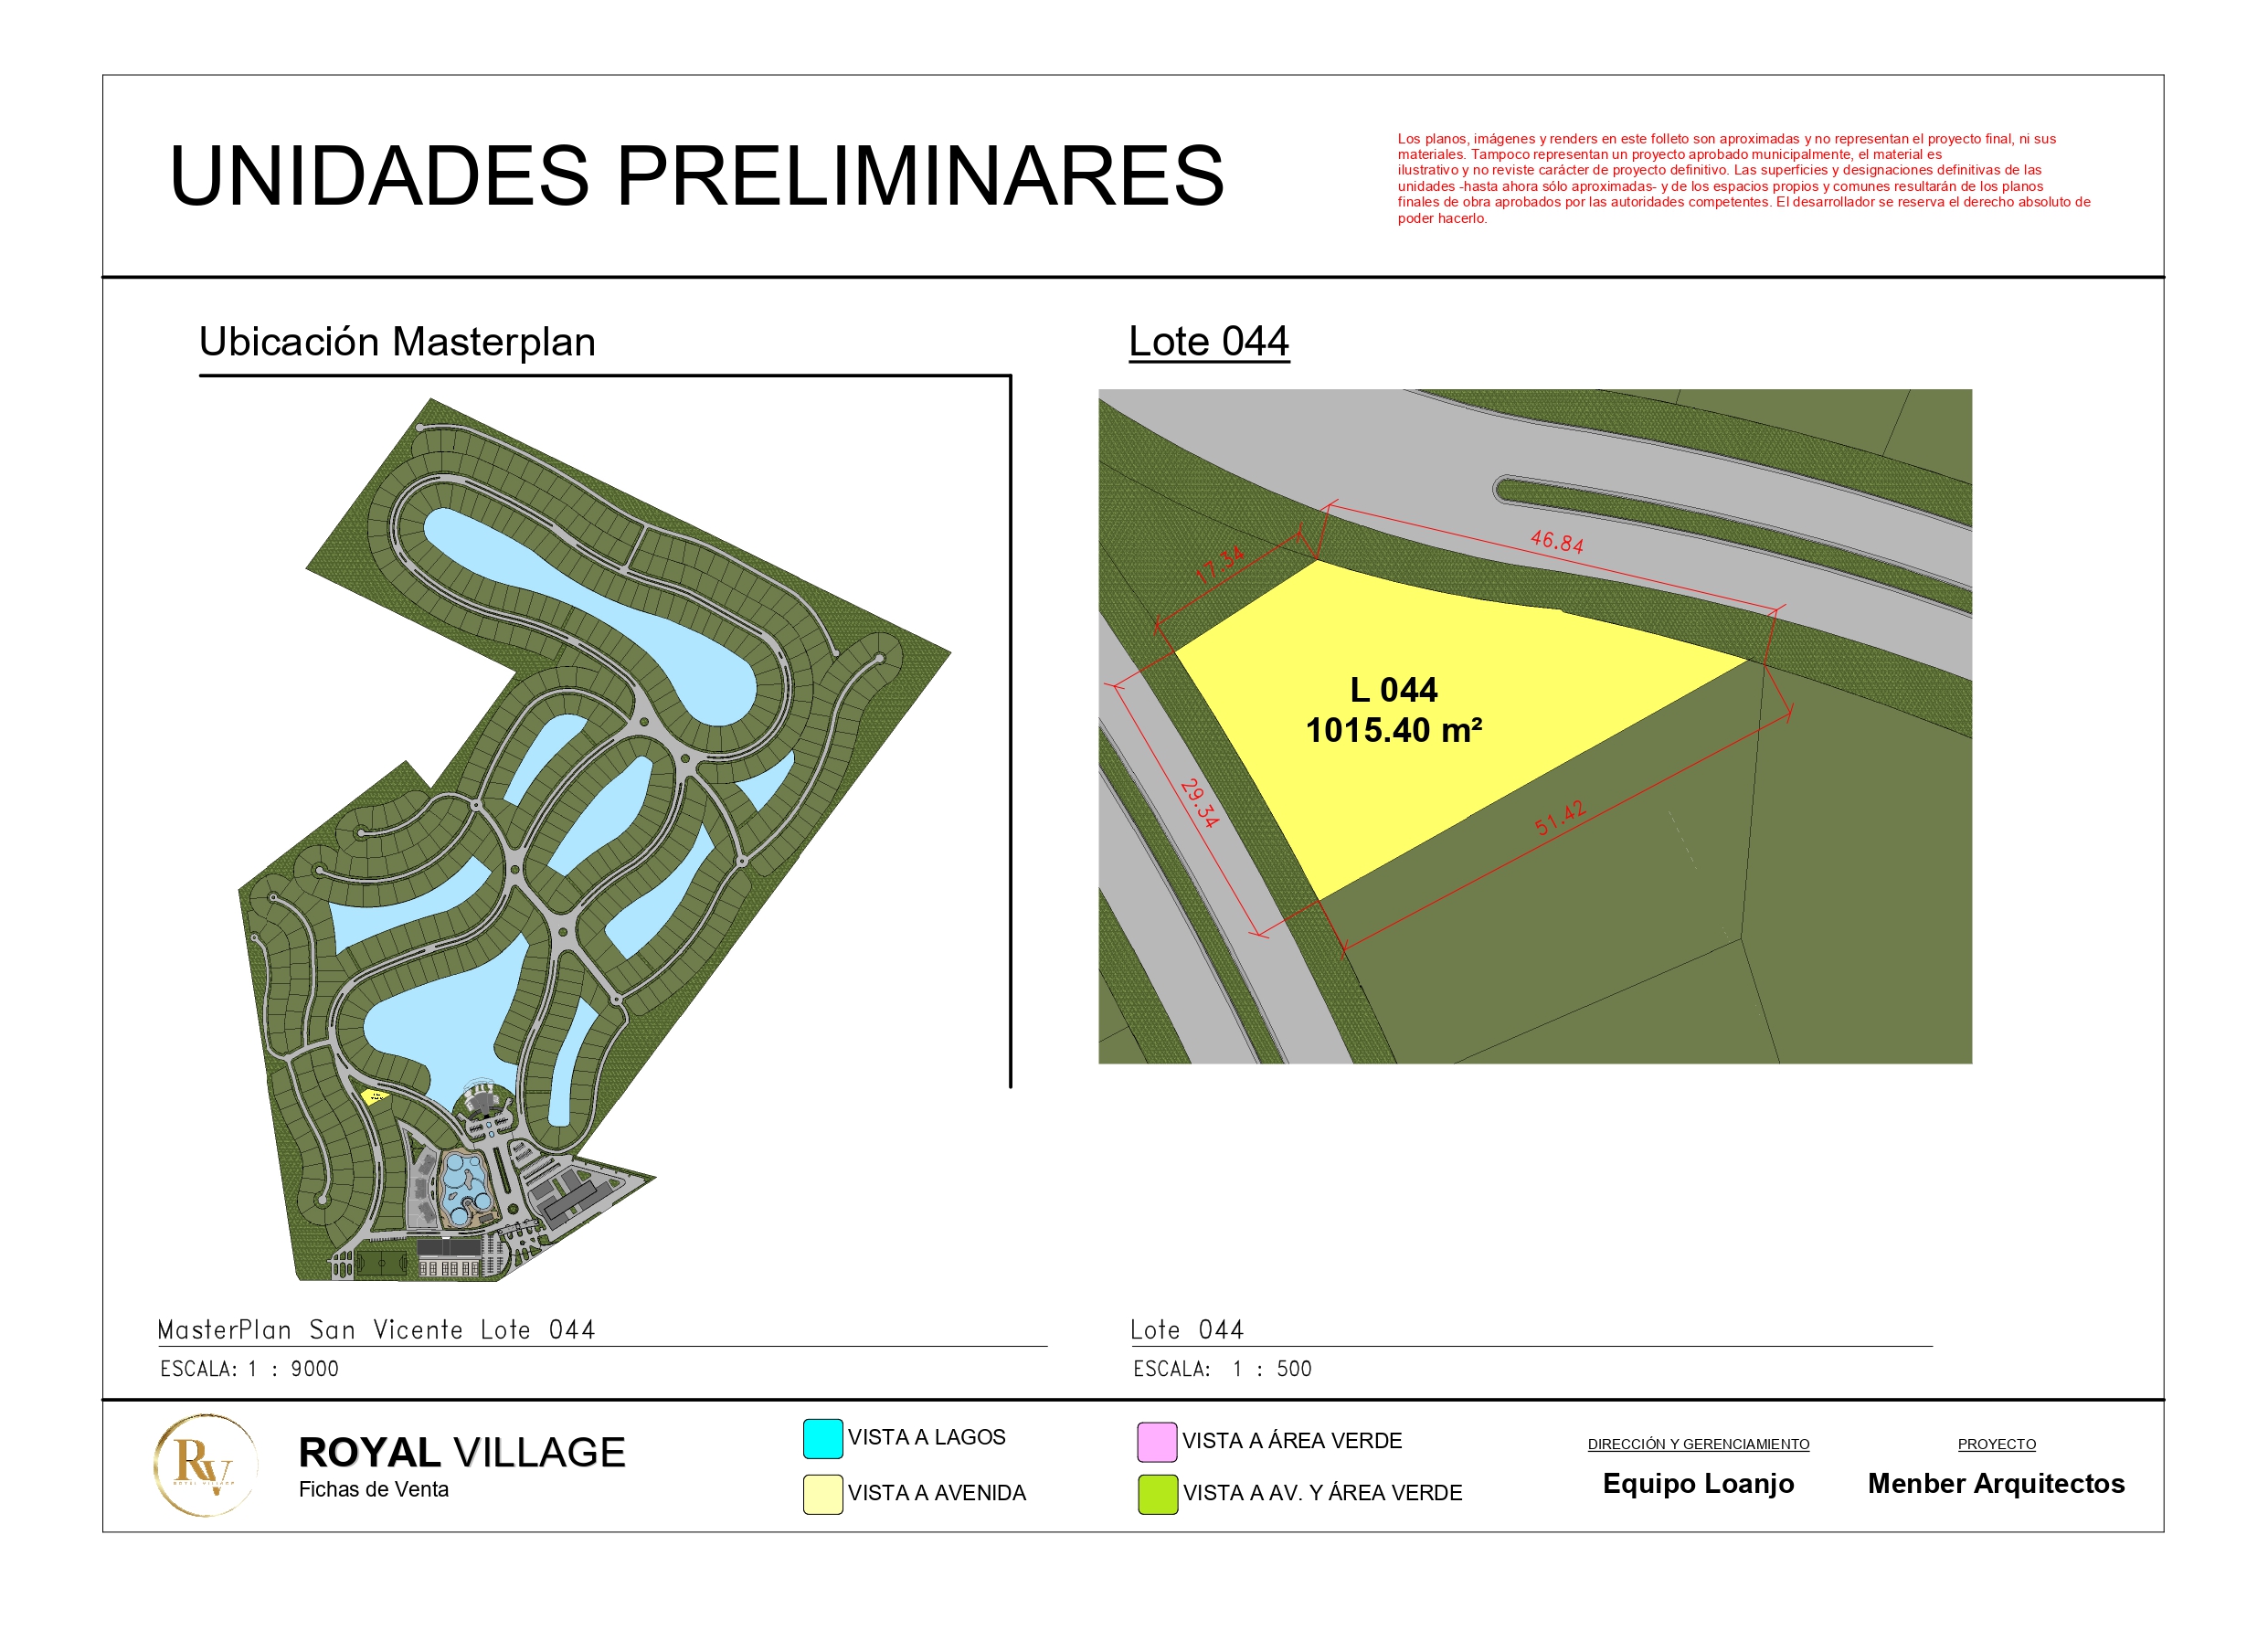 UNIDADES PRELIMINARES
Los planos, imágenes y renders en este folleto son aproximadas y no representan el proyecto final, ni sus
materiales. Tampoco representan un proyecto aprobado municipalmente, el material es
ilustrativo y no reviste carácter de proyecto definitivo. Las superficies y designaciones definitivas de las
unidades -hasta ahora sólo aproximadas- y de los espacios propios y comunes resultarán de los planos
finales de obra aprobados por las autoridades competentes. El desarrollador se reserva el derecho absoluto de
poder hacerlo.
Ubicación Masterplan
Lote 044
46.84
17.34
L 044
1015.40 m²
29.34
51.42
MasterPlan San Vicente Lote 044
ESCALA: 1 : 9000
Lote 044
ESCALA: 1 : 500
RV
ROYAL VILLAGE
ROYAL VILLAGE
Fichas de Venta
VISTA A LAGOS
VISTA A AVENIDA
VISTA A ÁREA VERDE
VISTA A AV. Y ÁREA VERDE
DIRECCIÓN Y GERENCIAMIENTO
Equipo Loanjo
PROYECTO
Menber Arquitectos